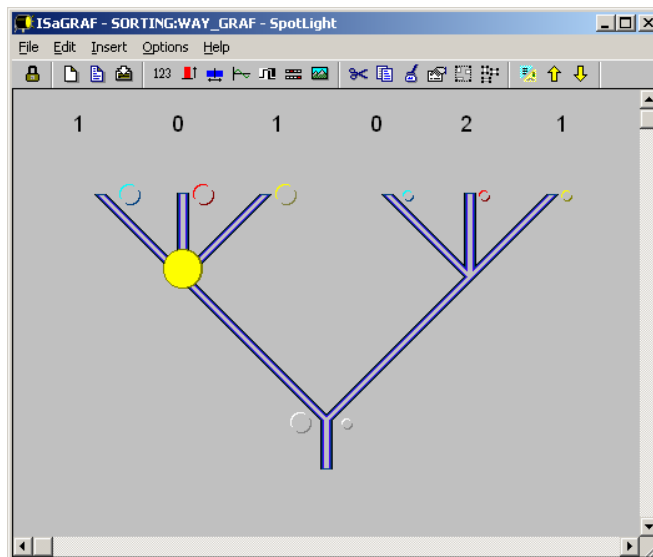 ISaGRAF - SORTING:WAY_GRAF - SpotLight
File Edit Insert Options Help
123
1 0 1 0 2 1